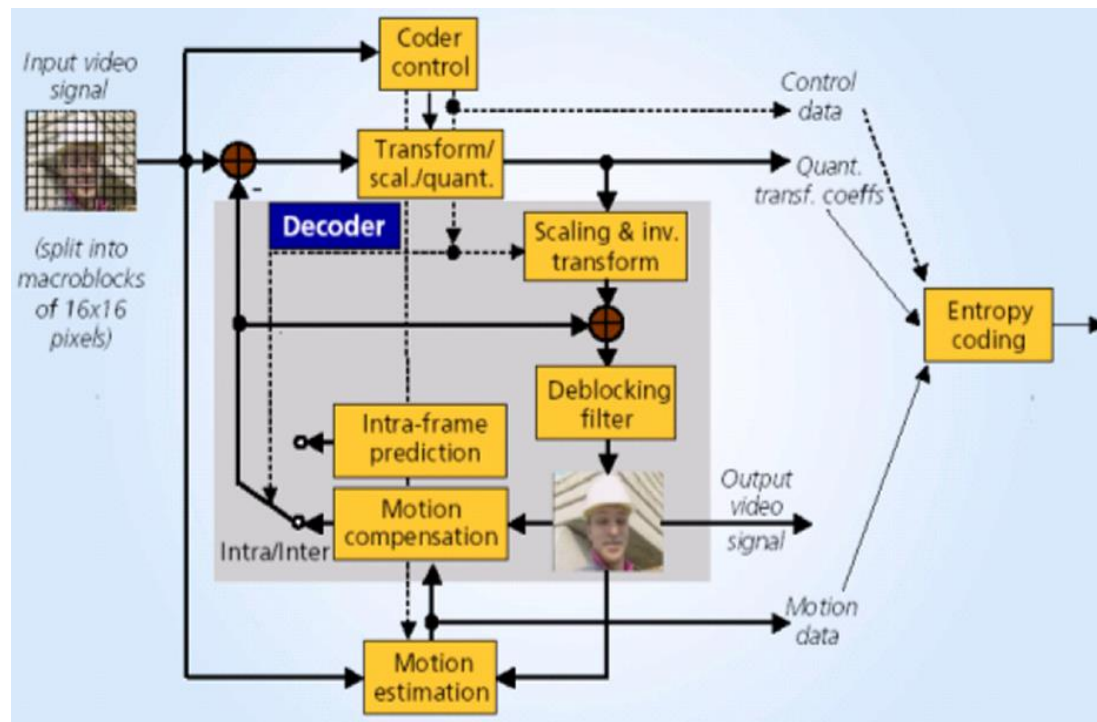 Coder
control
Input video
signal
Control
data
Transform/
scal./quant.
Quant.
transf. coeffs
-
Decoder
Scaling & inv.
transform
(split into
macroblocks
of 16x16
pixels)
Entropy
coding
Deblocking
filter
Intra-frame
prediction
Output
video
signal
Motion
compensation
Intra/Inter
Motion
data
Motion
estimation